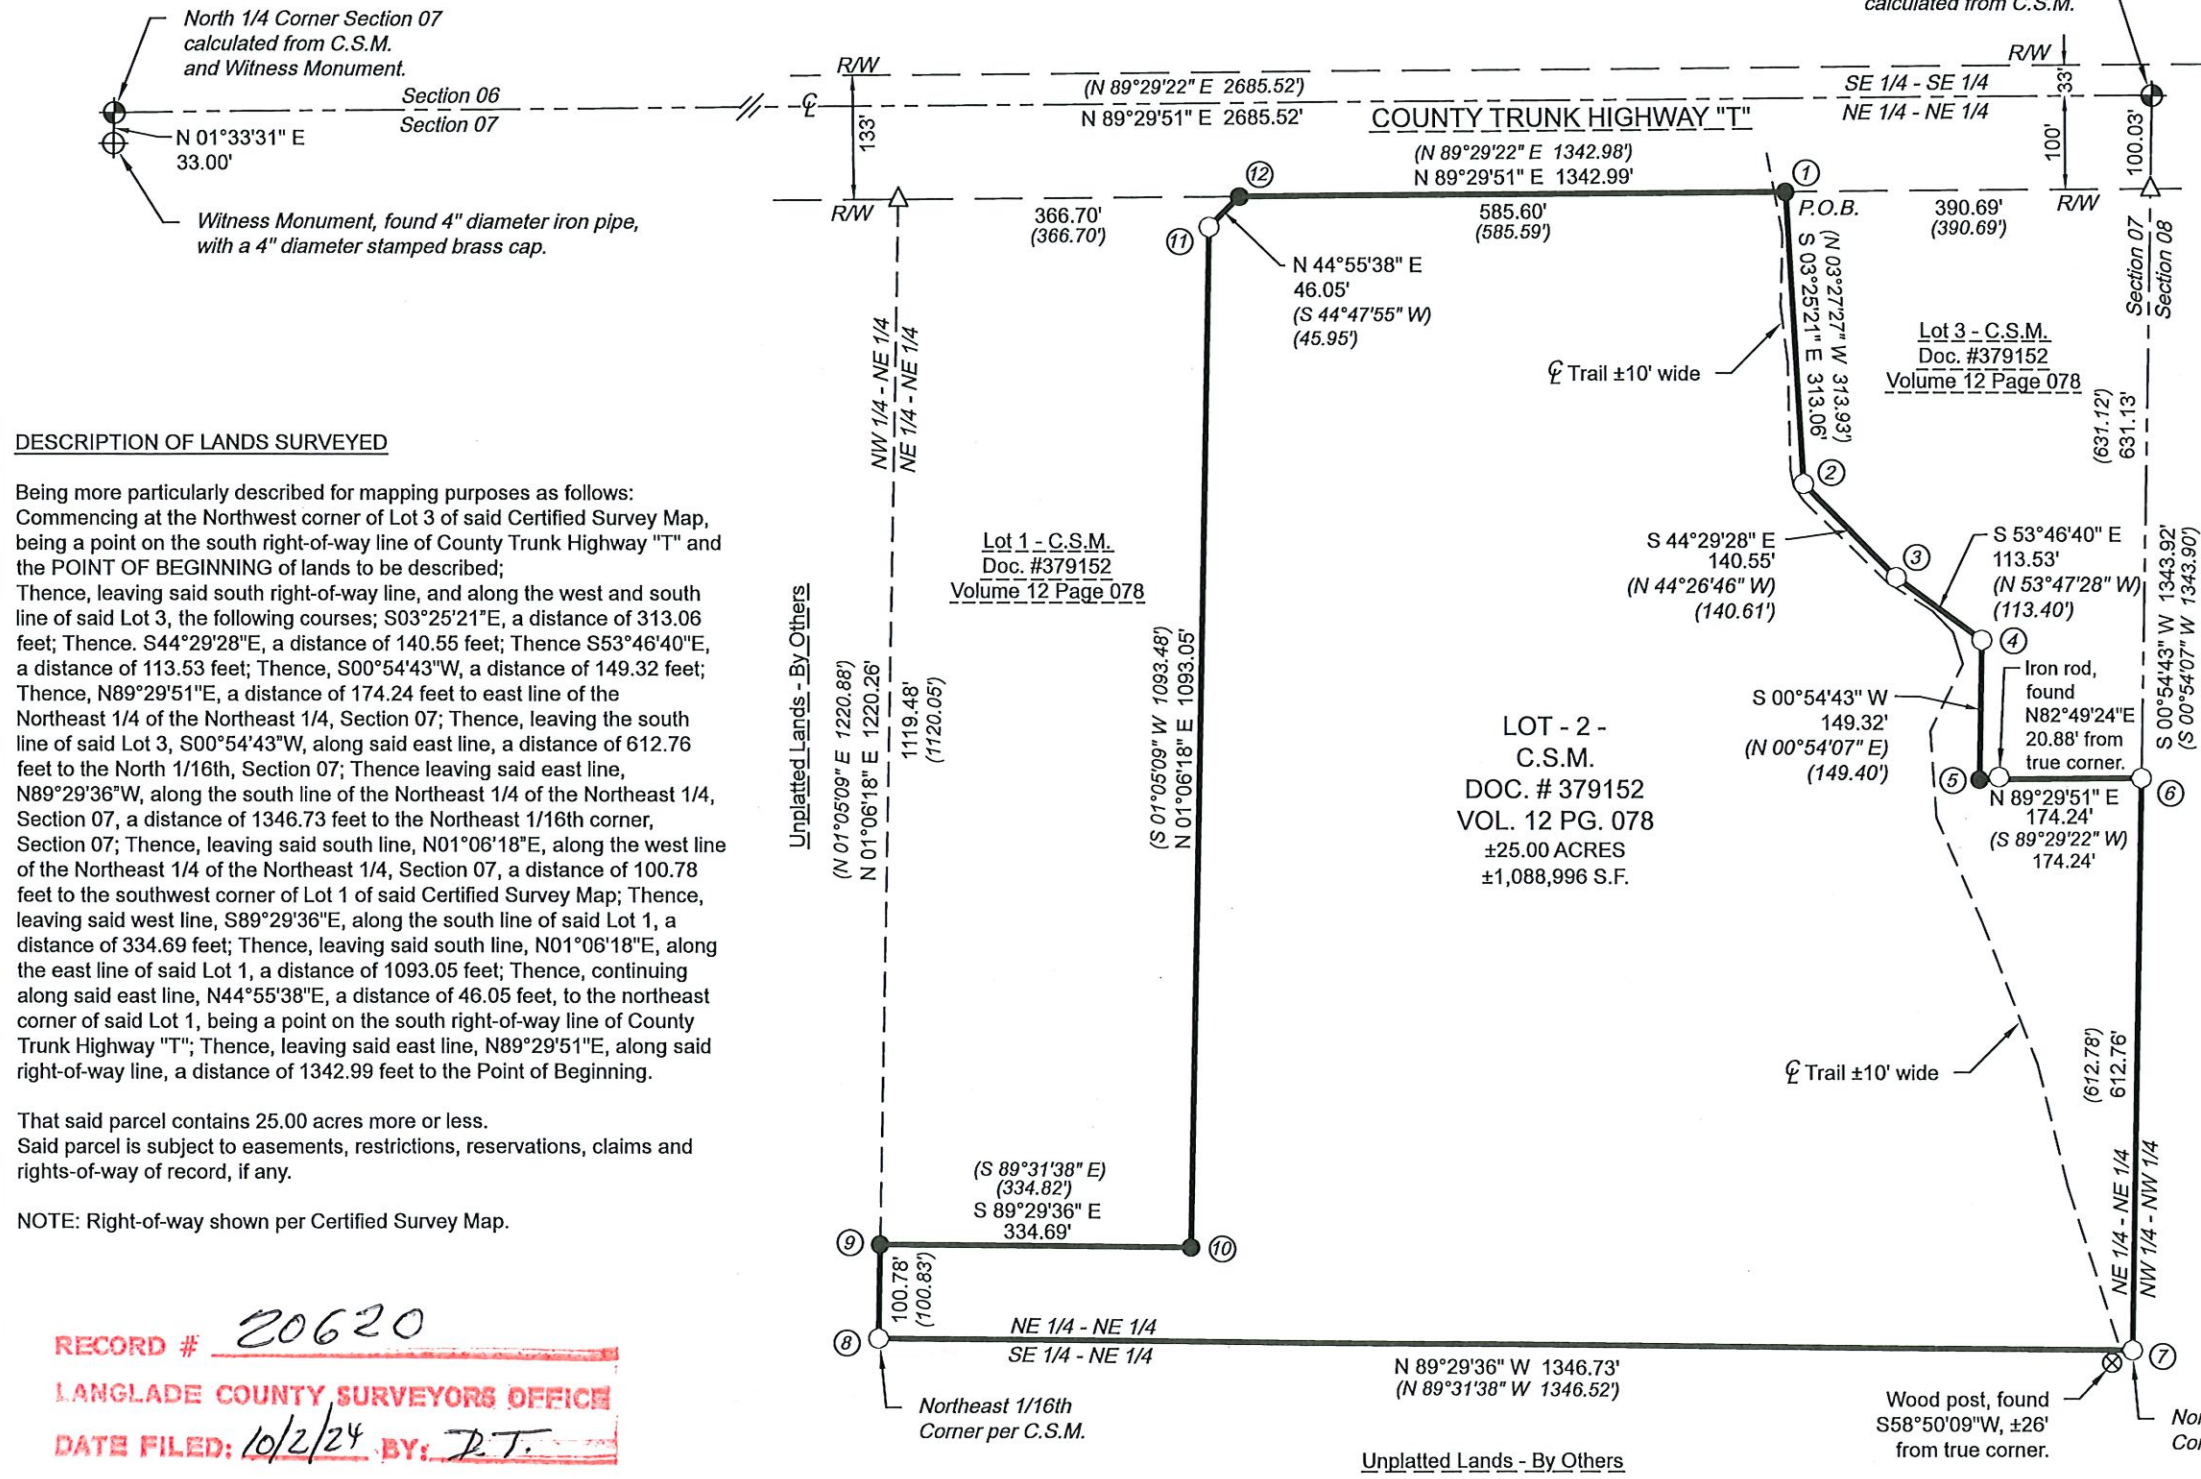 calculated from C.S.M.
North 1/4 Corner Section 07
calculated from C.S.M.
and Witness Monument.
Section 06
Section 07
N 01°33'31" E
33.00'
Witness Monument, found 4" diameter iron pipe,
with a 4" diameter stamped brass cap.
R/W
R/W
(N 89°29'22" E 2685.52')
N 89°29'51" E 2685.52'
COUNTY TRUNK HIGHWAY "T"
SE 1/4 - SE 1/4
NE 1/4 - NE 1/4
33'
133'
100'
100.03'
(N 89°29'22" E 1342.98')
N 89°29'51" E 1342.99'
12
1
R/W
366.70'
(366.70')
585.60'
(585.59')
P.O.B.
390.69'
(390.69')
R/W
11
N 44°55'38" E
46.05'
(S 44°47'55" W)
(45.95')
(N 03°27'27" W 313.93')
S 03°25'21" E 313.06'
Section 07
Section 08
NW 1/4 - NE 1/4
NE 1/4 - NE 1/4
℄ Trail ±10' wide
Lot 3 - C.S.M.
Doc. #379152
Volume 12 Page 078
(631.12')
631.13'
2
DESCRIPTION OF LANDS SURVEYED
Being more particularly described for mapping purposes as follows:
Commencing at the Northwest corner of Lot 3 of said Certified Survey Map,
being a point on the south right-of-way line of County Trunk Highway "T" and
the POINT OF BEGINNING of lands to be described;
Thence, leaving said south right-of-way line, and along the west and south
line of said Lot 3, the following courses; S03°25'21"E, a distance of 313.06
feet; Thence. S44°29'28"E, a distance of 140.55 feet; Thence S53°46'40"E,
a distance of 113.53 feet; Thence, S00°54'43"W, a distance of 149.32 feet;
Thence, N89°29'51"E, a distance of 174.24 feet to east line of the
Northeast 1/4 of the Northeast 1/4, Section 07; Thence, leaving the south
line of said Lot 3, S00°54'43"W, along said east line, a distance of 612.76
feet to the North 1/16th, Section 07; Thence leaving said east line,
N89°29'36"W, along the south line of the Northeast 1/4 of the Northeast 1/4,
Section 07, a distance of 1346.73 feet to the Northeast 1/16th corner,
Section 07; Thence, leaving said south line, N01°06'18"E, along the west line
of the Northeast 1/4 of the Northeast 1/4, Section 07, a distance of 100.78
feet to the southwest corner of Lot 1 of said Certified Survey Map; Thence,
leaving said west line, S89°29'36"E, along the south line of said Lot 1, a
distance of 334.69 feet; Thence, leaving said south line, N01°06'18"E, along
the east line of said Lot 1, a distance of 1093.05 feet; Thence, continuing
along said east line, N44°55'38"E, a distance of 46.05 feet, to the northeast
corner of said Lot 1, being a point on the south right-of-way line of County
Trunk Highway "T"; Thence, leaving said east line, N89°29'51"E, along said
right-of-way line, a distance of 1342.99 feet to the Point of Beginning.
That said parcel contains 25.00 acres more or less.
Said parcel is subject to easements, restrictions, reservations, claims and
rights-of-way of record, if any.
NOTE: Right-of-way shown per Certified Survey Map.
Lot 1 - C.S.M.
Doc. #379152
Volume 12 Page 078
Unplatted Lands - By Others
(N 01°05'09" E 1220.88')
N 01°06'18" E 1220.26'
1119.48'
(1120.05')
(S 01°05'09" W 1093.48')
N 01°06'18" E 1093.05'
S 44°29'28" E
140.55'
(N 44°26'46" W)
(140.61')
3
S 53°46'40" E
113.53'
(N 53°47'28" W)
(113.40')
4
S 00°54'43" W 1343.92'
(S 00°54'07" W 1343.90')
S 00°54'43" W
149.32'
(N 00°54'07" E)
(149.40')
Iron rod,
found
N82°49'24"E
20.88' from
true corner.
5
6
N 89°29'51" E
174.24'
(S 89°29'22" W)
174.24'
LOT - 2 -
C.S.M.
DOC. # 379152
VOL. 12 PG. 078
±25.00 ACRES
±1,088,996 S.F.
℄ Trail ±10' wide
(612.78')
612.76'
NE 1/4 - NE 1/4
NW 1/4 - NW 1/4
(S 89°31'38" E)
(334.82')
S 89°29'36" E
334.69'
9
10
100.78'
(100.83')
8
NE 1/4 - NE 1/4
SE 1/4 - NE 1/4
N 89°29'36" W 1346.73'
(N 89°31'38" W 1346.52')
7
Northeast 1/16th
Corner per C.S.M.
Wood post, found
S58°50'09"W, ±26'
from true corner.
Unplatted Lands - By Others
RECORD # 20620
LANGLADE COUNTY SURVEYORS OFFICE
DATE FILED: 10/2/24 BY: D.T.